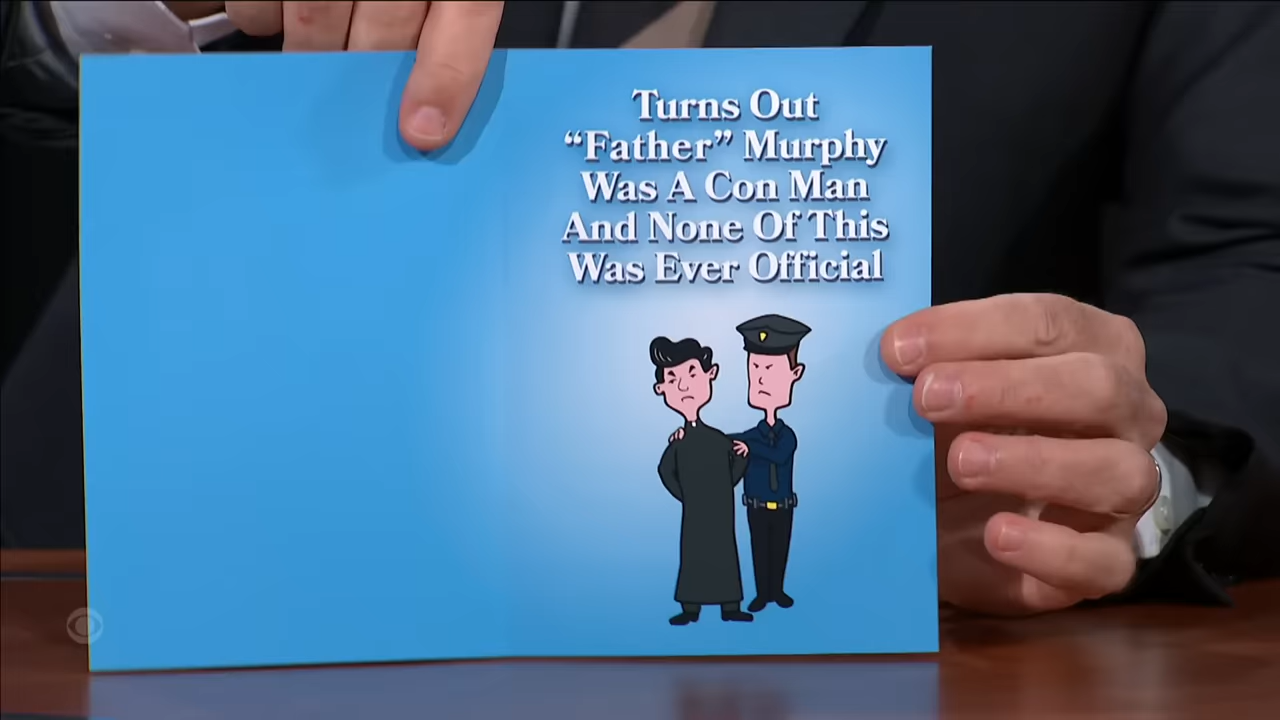 Turns Out
“Father” Murphy
Was A Con Man
And None Of This
Was Ever Official